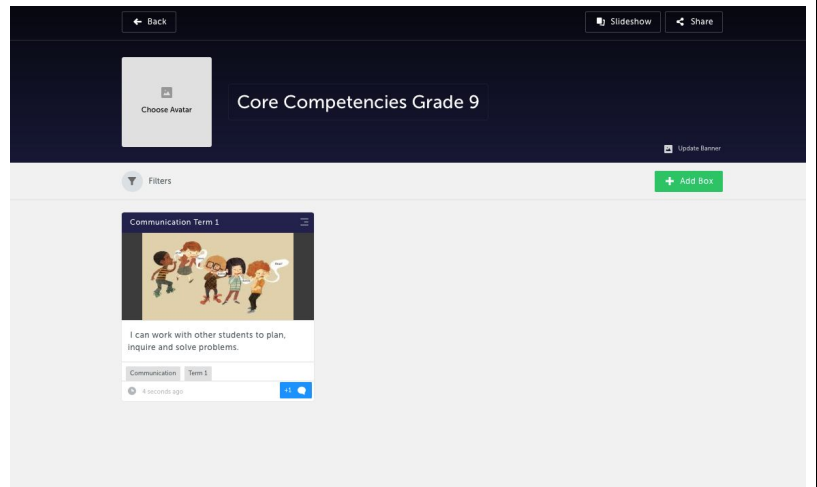 Back
Slideshow
Share
Choose Avatar
Core Competencies Grade 9
Update Banner
Filters
Add Box
Communication Term 1
I can work with other students to plan,
inquire and solve problems.
Communication
Term 1
4 seconds ago
+1